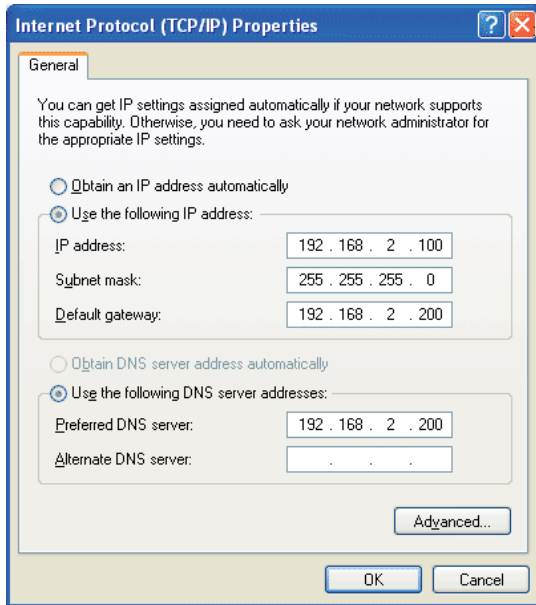 Internet Protocol (TCP/IP) Properties
General
You can get IP settings assigned automatically if your network supports
this capability. Otherwise, you need to ask your network administrator for
the appropriate IP settings.
Obtain an IP address automatically
Use the following IP address:
IP address: 192 . 168 . 2 . 100
Subnet mask: 255 . 255 . 255 . 0
Default gateway: 192 . 168 . 2 . 200
Obtain DNS server address automatically
Use the following DNS server addresses:
Preferred DNS server: 192 . 168 . 2 . 200
Alternate DNS server: . . .
Advanced...
OK Cancel